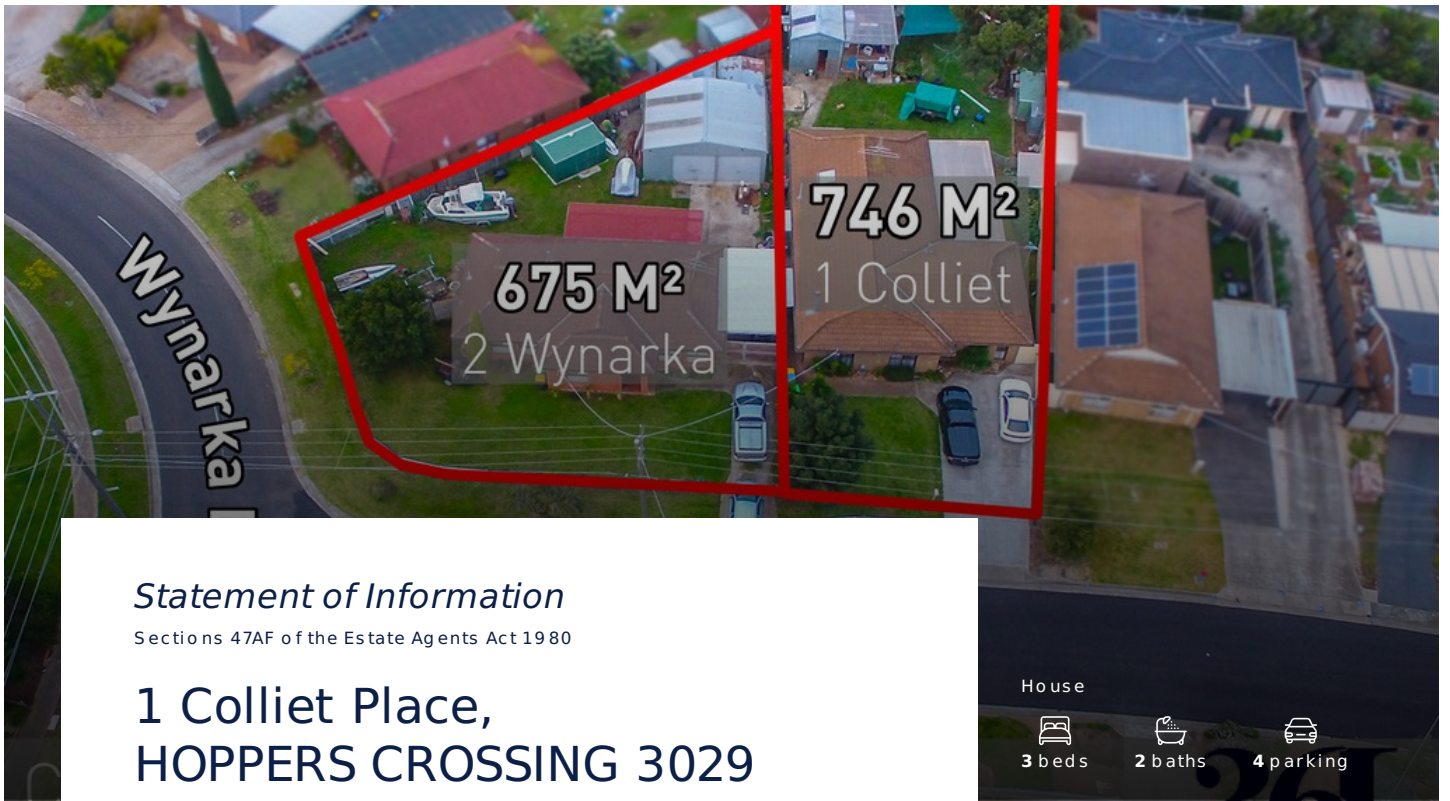 746 M²
1 Colliet
675 M²
2 Wynarka
Wynarka
Statement of Information
Sections 47AF of the Estate Agents Act 1980
1 Colliet Place,
HOPPERS CROSSING 3029
House
3 beds
2 baths
4 parking